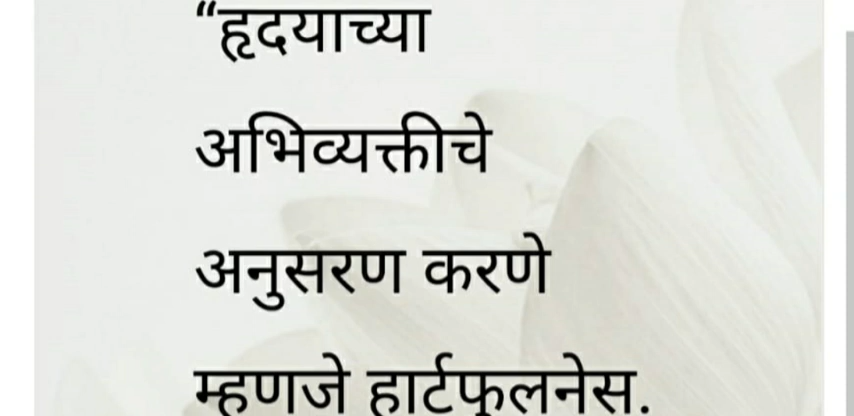 “हृदयाच्या
अभिव्यक्तीचे
अनुसरण करणे
म्हणजे हार्टफुलनेस.